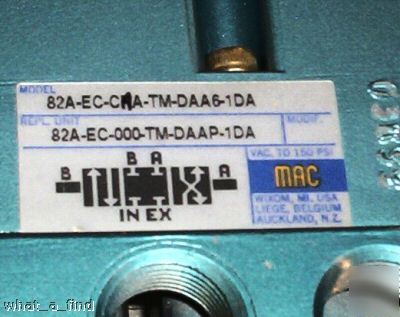 MODEL
82A-EC-CNA-TM-DAA6-1DA
REPL. UNIT
MODIF.
82A-EC-000-TM-DAAP-1DA
VAC. TO 150 PSI
B A
B A
IN EX
MAC
WIXOM, MI, USA
LIEGE, BELGIUM
AUCKLAND, N.Z.
what_a_find